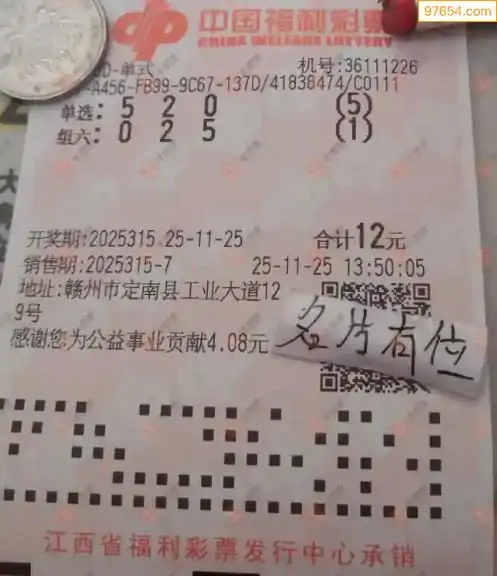 97654.com
中国福利彩票
CHINA WELFARE LOTTERY
D-单式 机号:36111226
-A456-FB99-9C67-137D/41838474/C0111
单选: 5 2 0 (5)
组六: 0 2 5 (1)
开奖期:2025315 25-11-25 合计12元
销售期:2025315-7 25-11-25 13:50:05
地址:赣州市定南县工业大道12
9号
感谢您为公益事业贡献4.08元
名片有位
江西省福利彩票发行中心承销